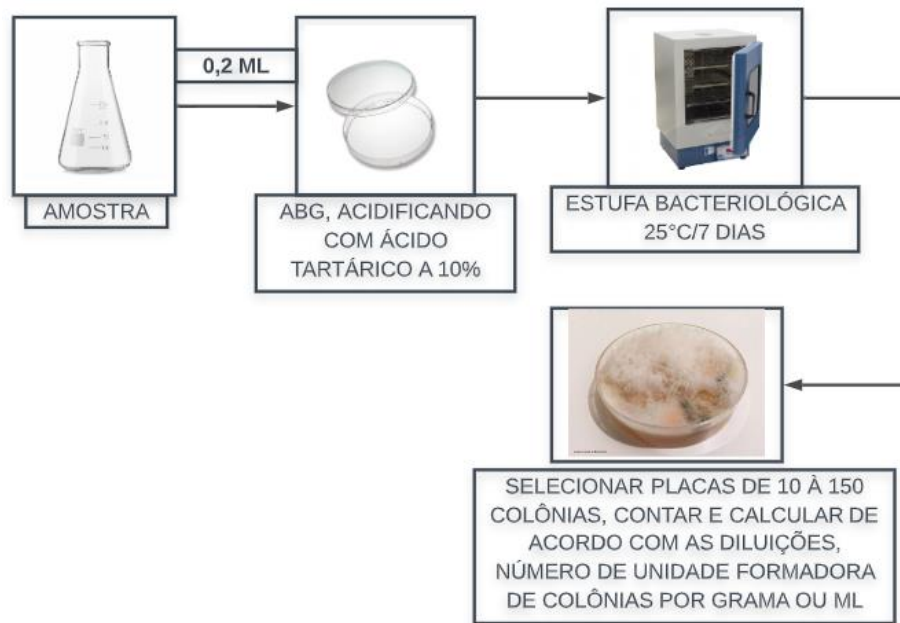 0,2 ML
AMOSTRA
ABG, ACIDIFICANDO
COM ÁCIDO
TARTÁRICO A 10%
ESTUFA BACTERIOLÓGICA
25°C/7 DIAS
SELECIONAR PLACAS DE 10 À 150
COLÔNIAS, CONTAR E CALCULAR DE
ACORDO COM AS DILUIÇÕES,
NÚMERO DE UNIDADE FORMADORA
DE COLÔNIAS POR GRAMA OU ML